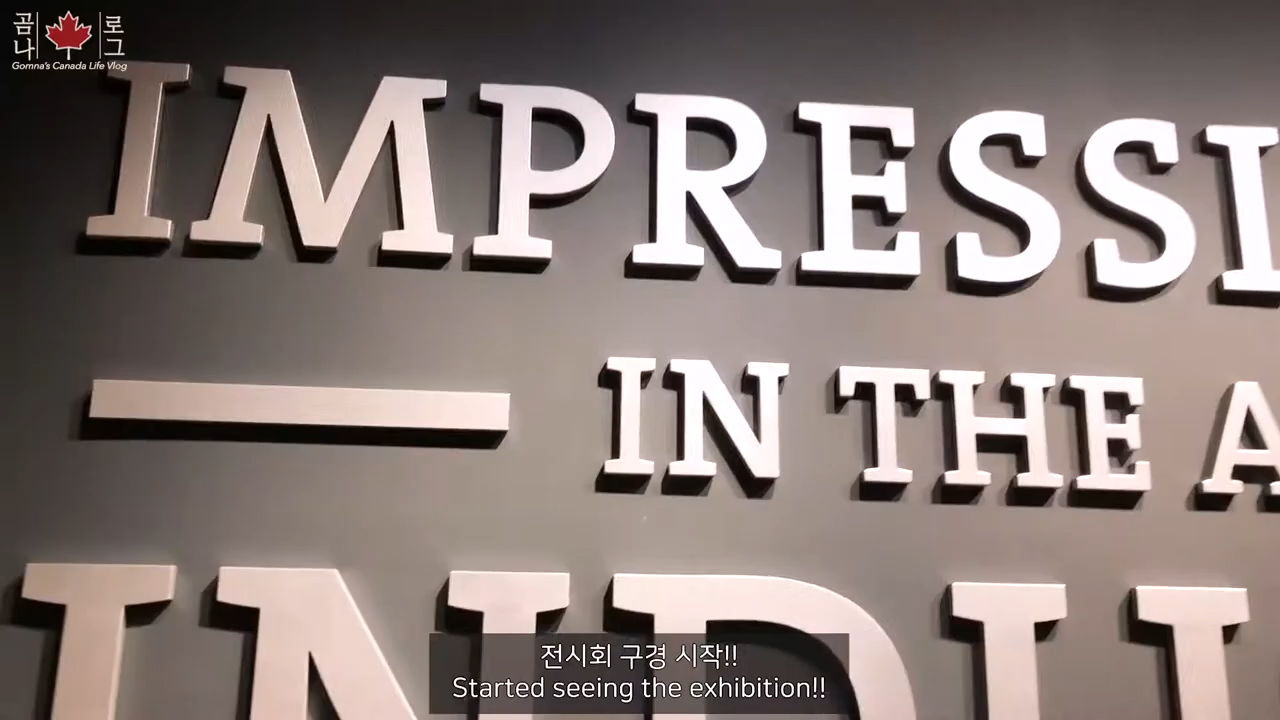 곰나로그
Gomna's Canada Life Vlog
IMPRESSI
IN THE A
INDU
전시회 구경 시작!!
Started seeing the exhibition!!